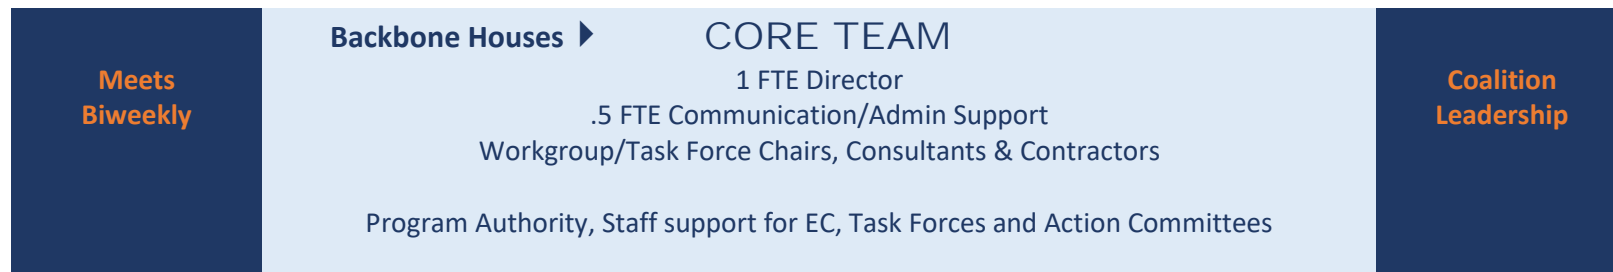 Meets
Biweekly
Backbone Houses
CORE TEAM
1 FTE Director
.5 FTE Communication/Admin Support
Workgroup/Task Force Chairs, Consultants & Contractors
Program Authority, Staff support for EC, Task Forces and Action Committees
Coalition
Leadership